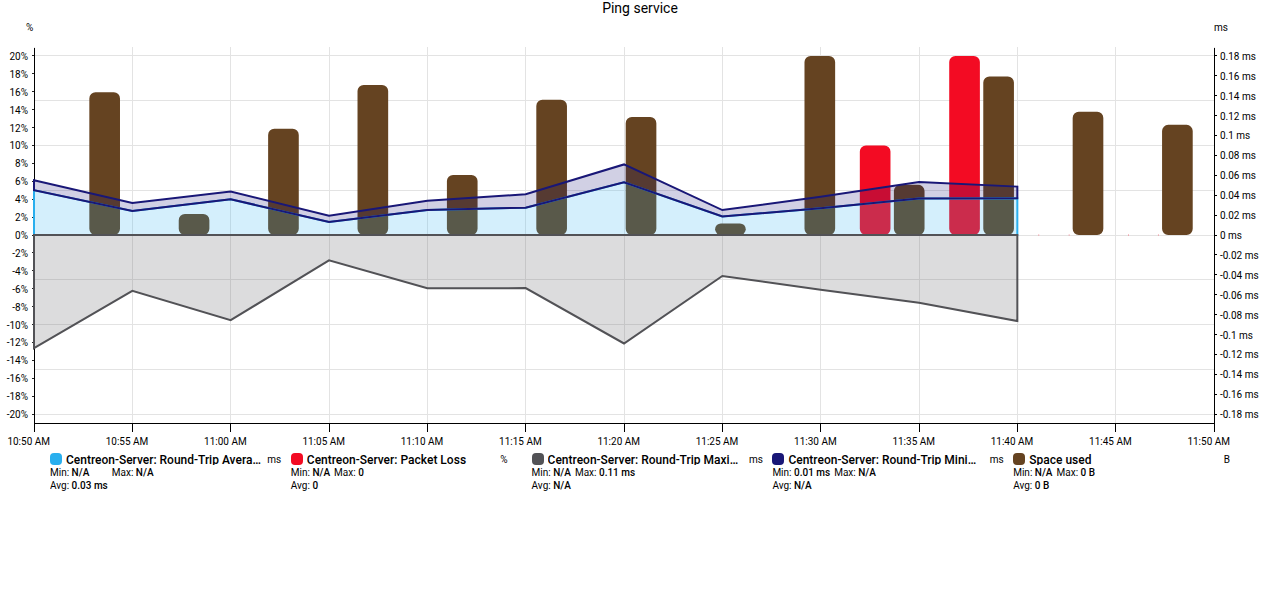 Ping service
% ms
20% 0.18 ms
18% 0.16 ms
16% 0.14 ms
14% 0.12 ms
12% 0.1 ms
10% 0.08 ms
8% 0.06 ms
6% 0.04 ms
4% 0.02 ms
2% 0 ms
0% -0.02 ms
-2% -0.04 ms
-4% -0.06 ms
-6% -0.08 ms
-8% -0.1 ms
-10% -0.12 ms
-12% -0.14 ms
-14% -0.16 ms
-16% -0.18 ms
-18%
-20%
10:50 AM 10:55 AM 11:00 AM 11:05 AM 11:10 AM 11:15 AM 11:20 AM 11:25 AM 11:30 AM 11:35 AM 11:40 AM 11:45 AM 11:50 AM
Centreon-Server: Round-Trip Avera... ms Centreon-Server: Packet Loss % Centreon-Server: Round-Trip Maxi... ms Centreon-Server: Round-Trip Mini... ms Space used B
Min: N/A Max: N/A Min: N/A Max: 0 Min: N/A Max: 0.11 ms Min: 0.01 ms Max: N/A Min: N/A Max: 0 B
Avg: 0.03 ms Avg: 0 Avg: N/A Avg: N/A Avg: 0 B